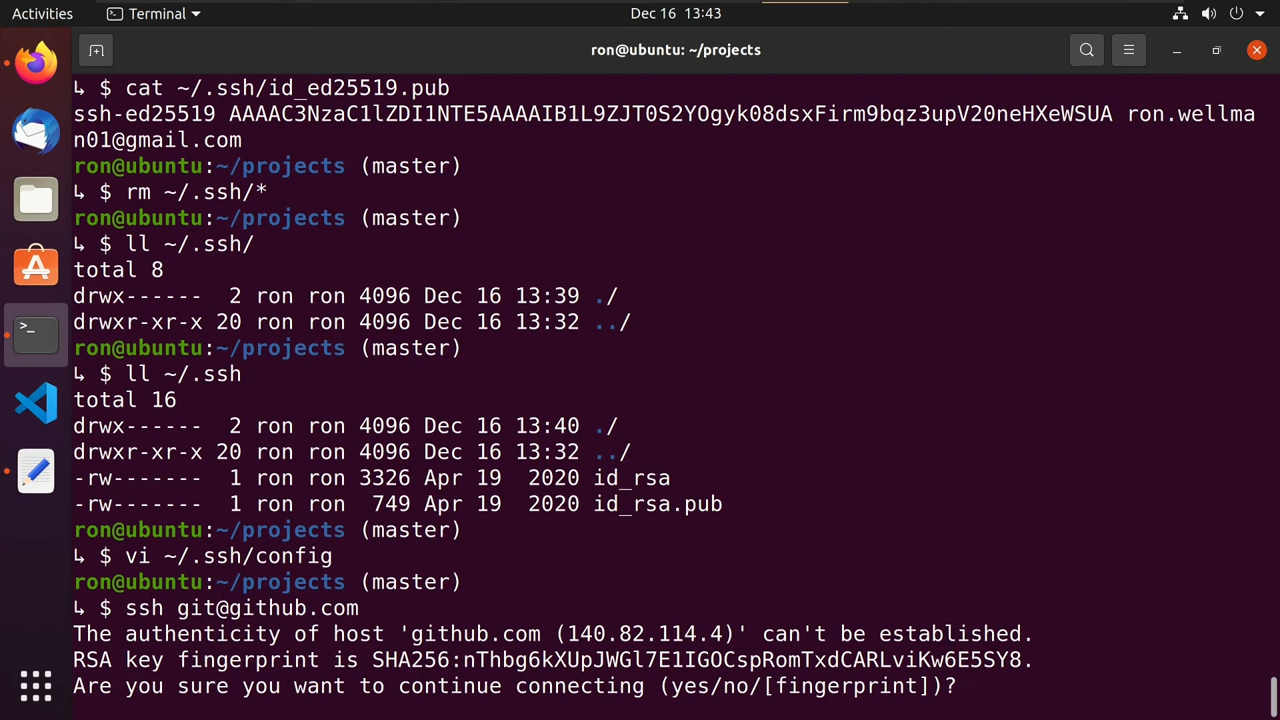 Activities
Terminal
Dec 16 13:43
ron@ubuntu: ~/projects
↳ $ cat ~/.ssh/id_ed25519.pub
ssh-ed25519 AAAAC3NzaC1lZDI1NTE5AAAAIB1L9ZJT0S2YOgyk08dsxFirm9bqz3upV20neHXeWSUA ron.wellma
n01@gmail.com
ron@ubuntu:~/projects (master)
↳ $ rm ~/.ssh/*
ron@ubuntu:~/projects (master)
↳ $ ll ~/.ssh/
total 8
drwx------  2 ron ron 4096 Dec 16 13:39 ./
drwxr-xr-x 20 ron ron 4096 Dec 16 13:32 ../
ron@ubuntu:~/projects (master)
↳ $ ll ~/.ssh
total 16
drwx------  2 ron ron 4096 Dec 16 13:40 ./
drwxr-xr-x 20 ron ron 4096 Dec 16 13:32 ../
-rw-------  1 ron ron 3326 Apr 19  2020 id_rsa
-rw-------  1 ron ron  749 Apr 19  2020 id_rsa.pub
ron@ubuntu:~/projects (master)
↳ $ vi ~/.ssh/config
ron@ubuntu:~/projects (master)
↳ $ ssh git@github.com
The authenticity of host 'github.com (140.82.114.4)' can't be established.
RSA key fingerprint is SHA256:nThbg6kXUpJWGl7E1IGOCspRomTxdCARLviKw6E5SY8.
Are you sure you want to continue connecting (yes/no/[fingerprint])?